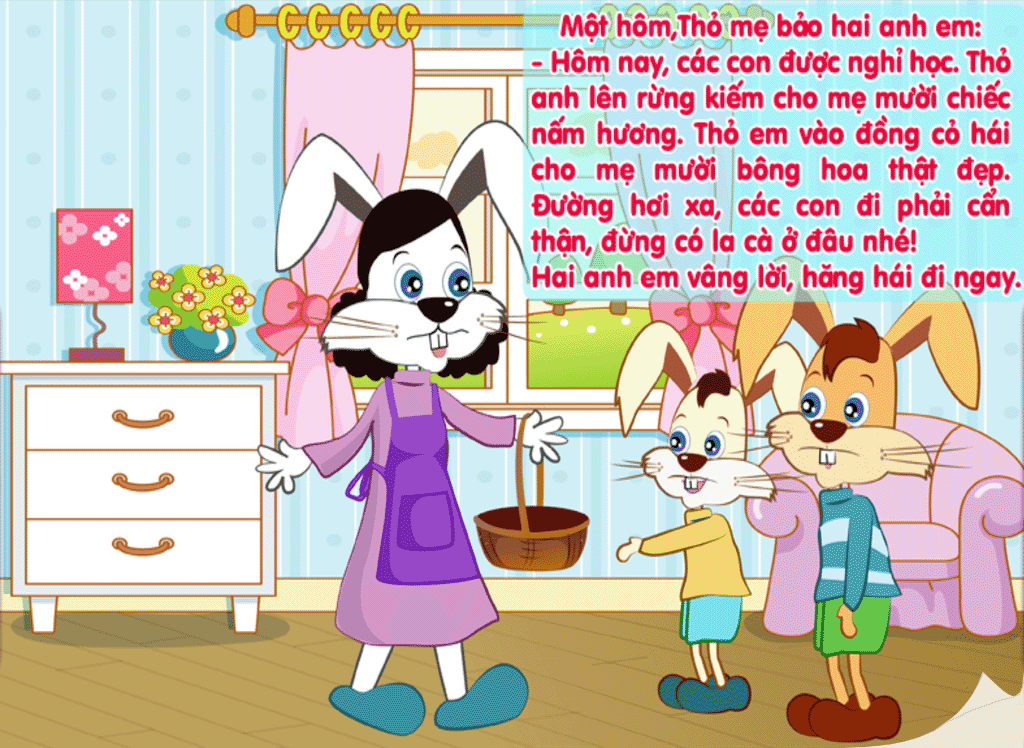 Một hôm,Thỏ mẹ bảo hai anh em:
- Hôm nay, các con được nghỉ học. Thỏ
anh lên rừng kiếm cho mẹ mười chiếc
nấm hương. Thỏ em vào đồng cỏ hái
cho mẹ mười bông hoa thật đẹp.
Đường hơi xa, các con đi phải cẩn
thận, đừng có la cà ở đâu nhé!
Hai anh em vâng lời, hăng hái đi ngay.